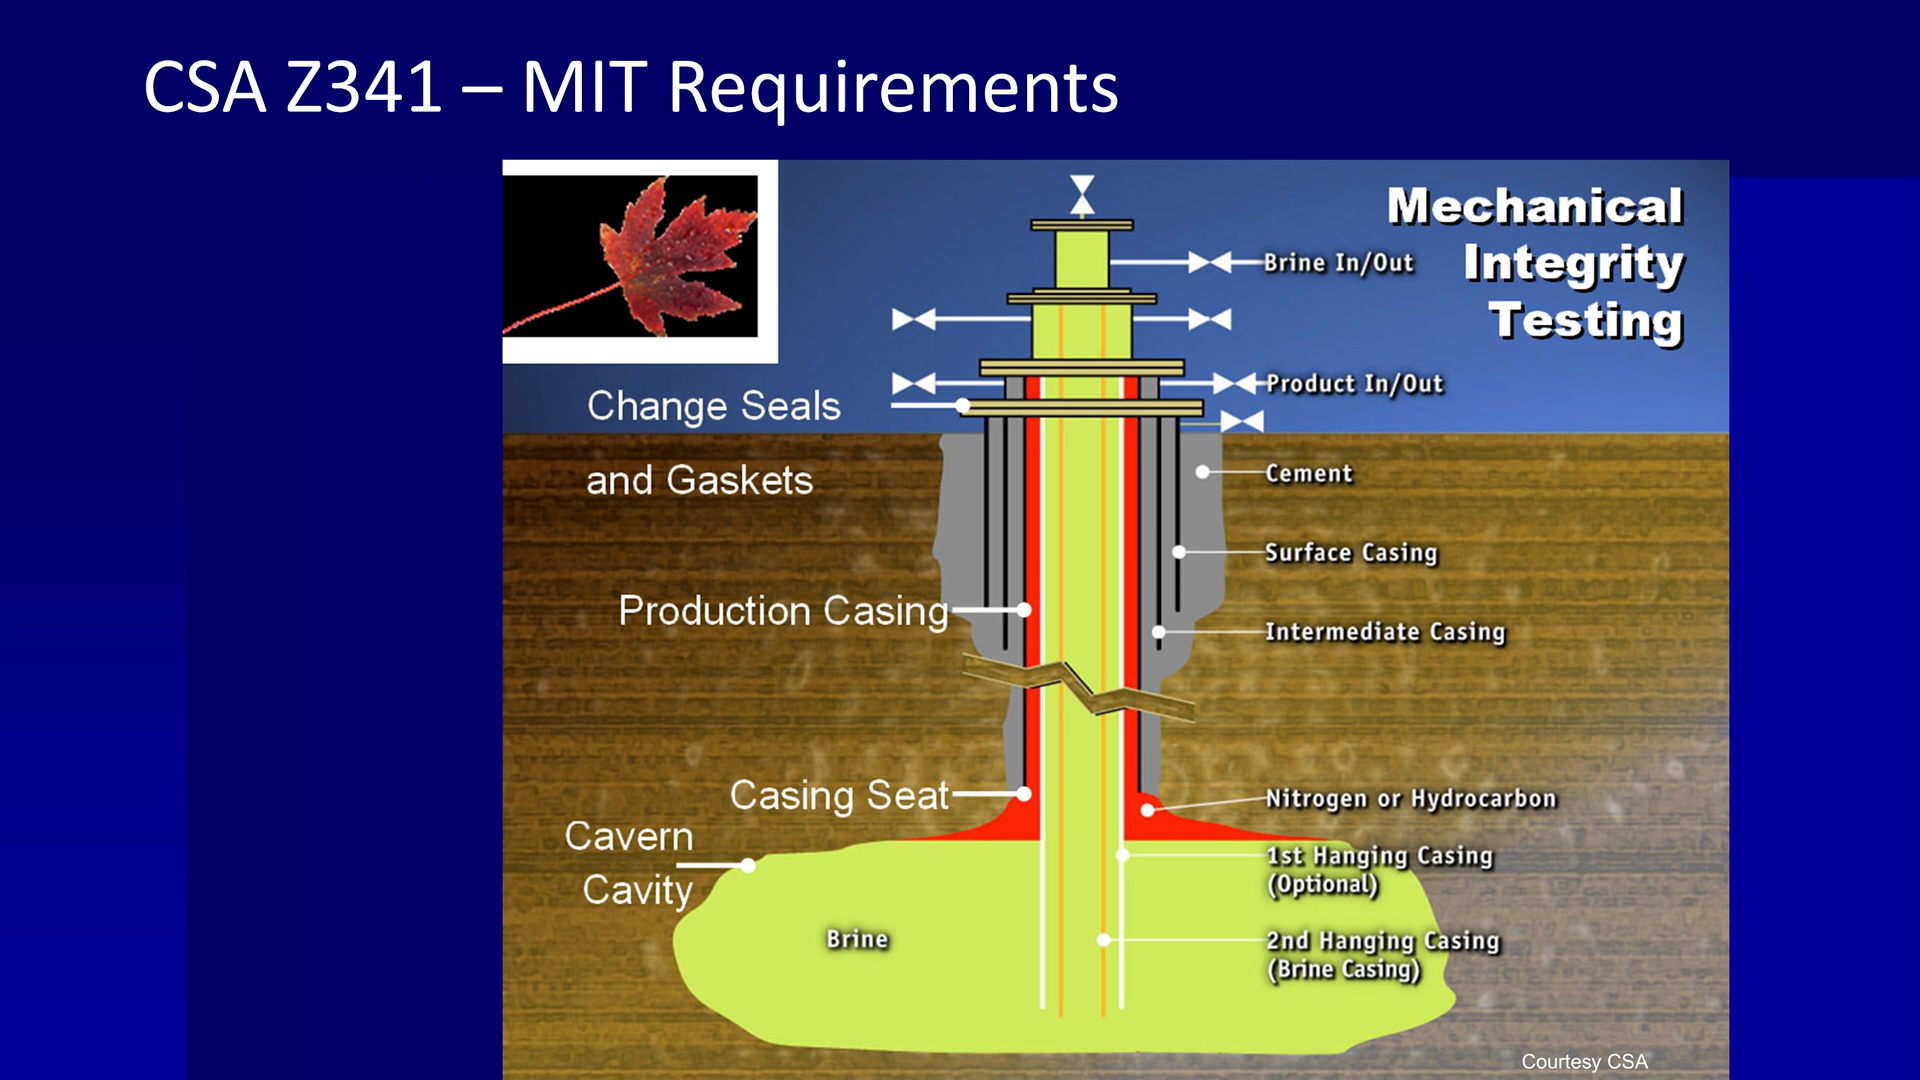 CSA Z341 – MIT Requirements
Mechanical
Integrity
Testing
Brine In/Out
Product In/Out
Change Seals
and Gaskets
Cement
Surface Casing
Production Casing
Intermediate Casing
Casing Seat
Nitrogen or Hydrocarbon
Cavern
Cavity
1st Hanging Casing
(Optional)
Brine
2nd Hanging Casing
(Brine Casing)
Courtesy CSA